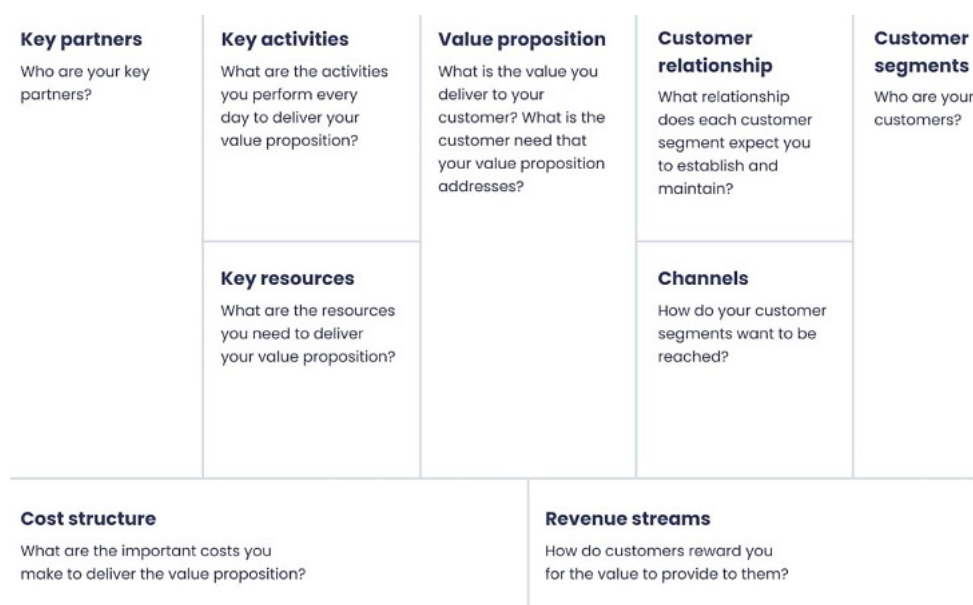 Key partners
Who are your key
partners?
Key activities
What are the activities
you perform every
day to deliver your
value proposition?
Key resources
What are the resources
you need to deliver
your value proposition?
Value proposition
What is the value you
deliver to your
customer? What is the
customer need that
your value proposition
addresses?
Customer
relationship
What relationship
does each customer
segment expect you
to establish and
maintain?
Channels
How do your customer
segments want to be
reached?
Customer
segments
Who are your
customers?
Cost structure
What are the important costs you
make to deliver the value proposition?
Revenue streams
How do customers reward you
for the value to provide to them?